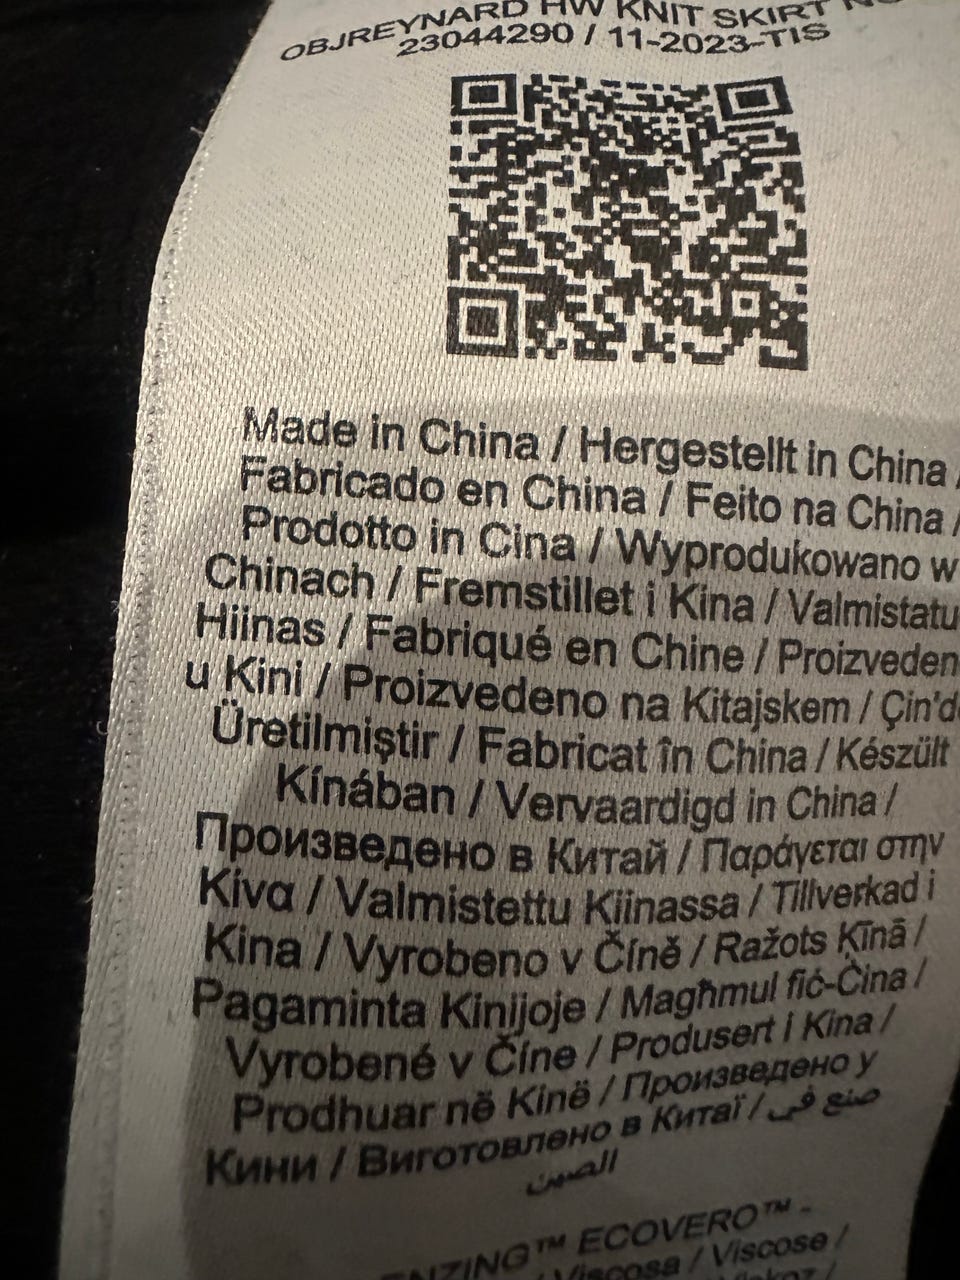 OBJREYNARD HW KNIT SKIRT
23044290 / 11-2023-TIS
Made in China / Hergestellt in China /
Fabricado en China / Feito na China /
Prodotto in Cina / Wyprodukowano w
Chinach / Fremstillet i Kina / Valmistatu
Hiinas / Fabriqué en Chine / Proizveden
u Kini / Proizvedeno na Kitajskem / Çin'd
Üretilmiştir / Fabricat în China / Készült
Kínában / Vervaardigd in China /
Произведено в Китай / Παράγεται στην
Κίνα / Valmistettu Kiinassa / Tillverkad i
Kina / Vyrobeno v Číně / Ražots Ķīnā /
Pagaminta Kinijoje / Magħmul fiċ-Ċina /
Vyrobené v Číne / Produsert i Kina /
Prodhuar në Kinë / Произведено у
Кини / Виготовлено в Китаї / صنع في
الصين
ENZING™ ECOVERO™ -
Viscosa / Viscose /